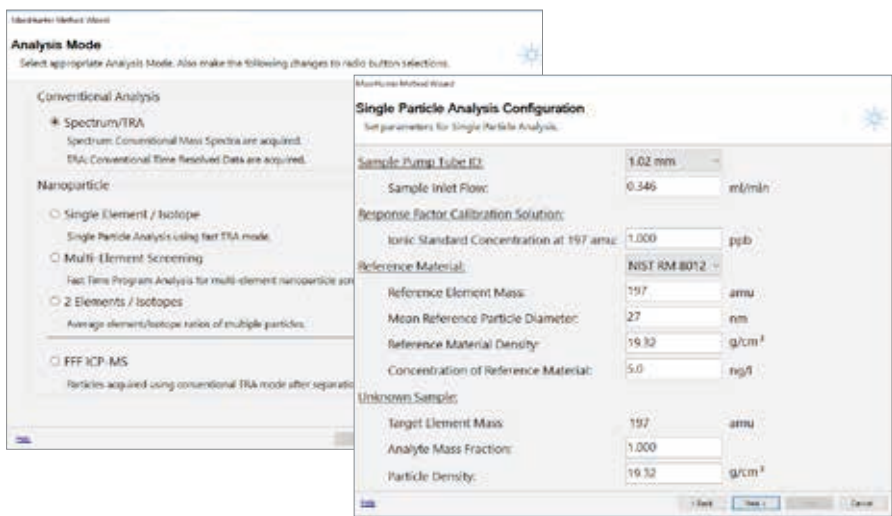 MassHunter Method Wizard
Analysis Mode
Select appropriate Analysis Mode. Also make the following changes to radio button selections.
Conventional Analysis
Spectrum/TRA
Spectrum: Conventional Mass Spectra are acquired.
TRA: Conventional Time Resolved Data are acquired.
Nanoparticle
Single Element / Isotope
Single Particle Analysis using fast TRA mode.
Multi-Element Screening
Fast Time Program Analysis for multi-element nanoparticle
2 Elements / Isotopes
Average element/isotope ratios of multiple particles.
FFF ICP-MS
Particles acquired using conventional TRA mode after separatio
Help
MassHunter Method Wizard
Single Particle Analysis Configuration
Set parameters for Single Particle Analysis.
Sample Pump Tube ID: 1.02 mm
Sample Inlet Flow: 0.346 ml/min
Response Factor Calibration Solution:
Ionic Standard Concentration at 197 amu: 1.000 ppb
Reference Material: NIST RM 8012
Reference Element Mass: 197 amu
Mean Reference Particle Diameter: 27 nm
Reference Material Density: 19.32 g/cm³
Concentration of Reference Material: 5.0 ng/l
Unknown Sample:
Target Element Mass 197 amu
Analyte Mass Fraction: 1.000
Particle Density: 19.32 g/cm³
Help < Back Next > Cancel